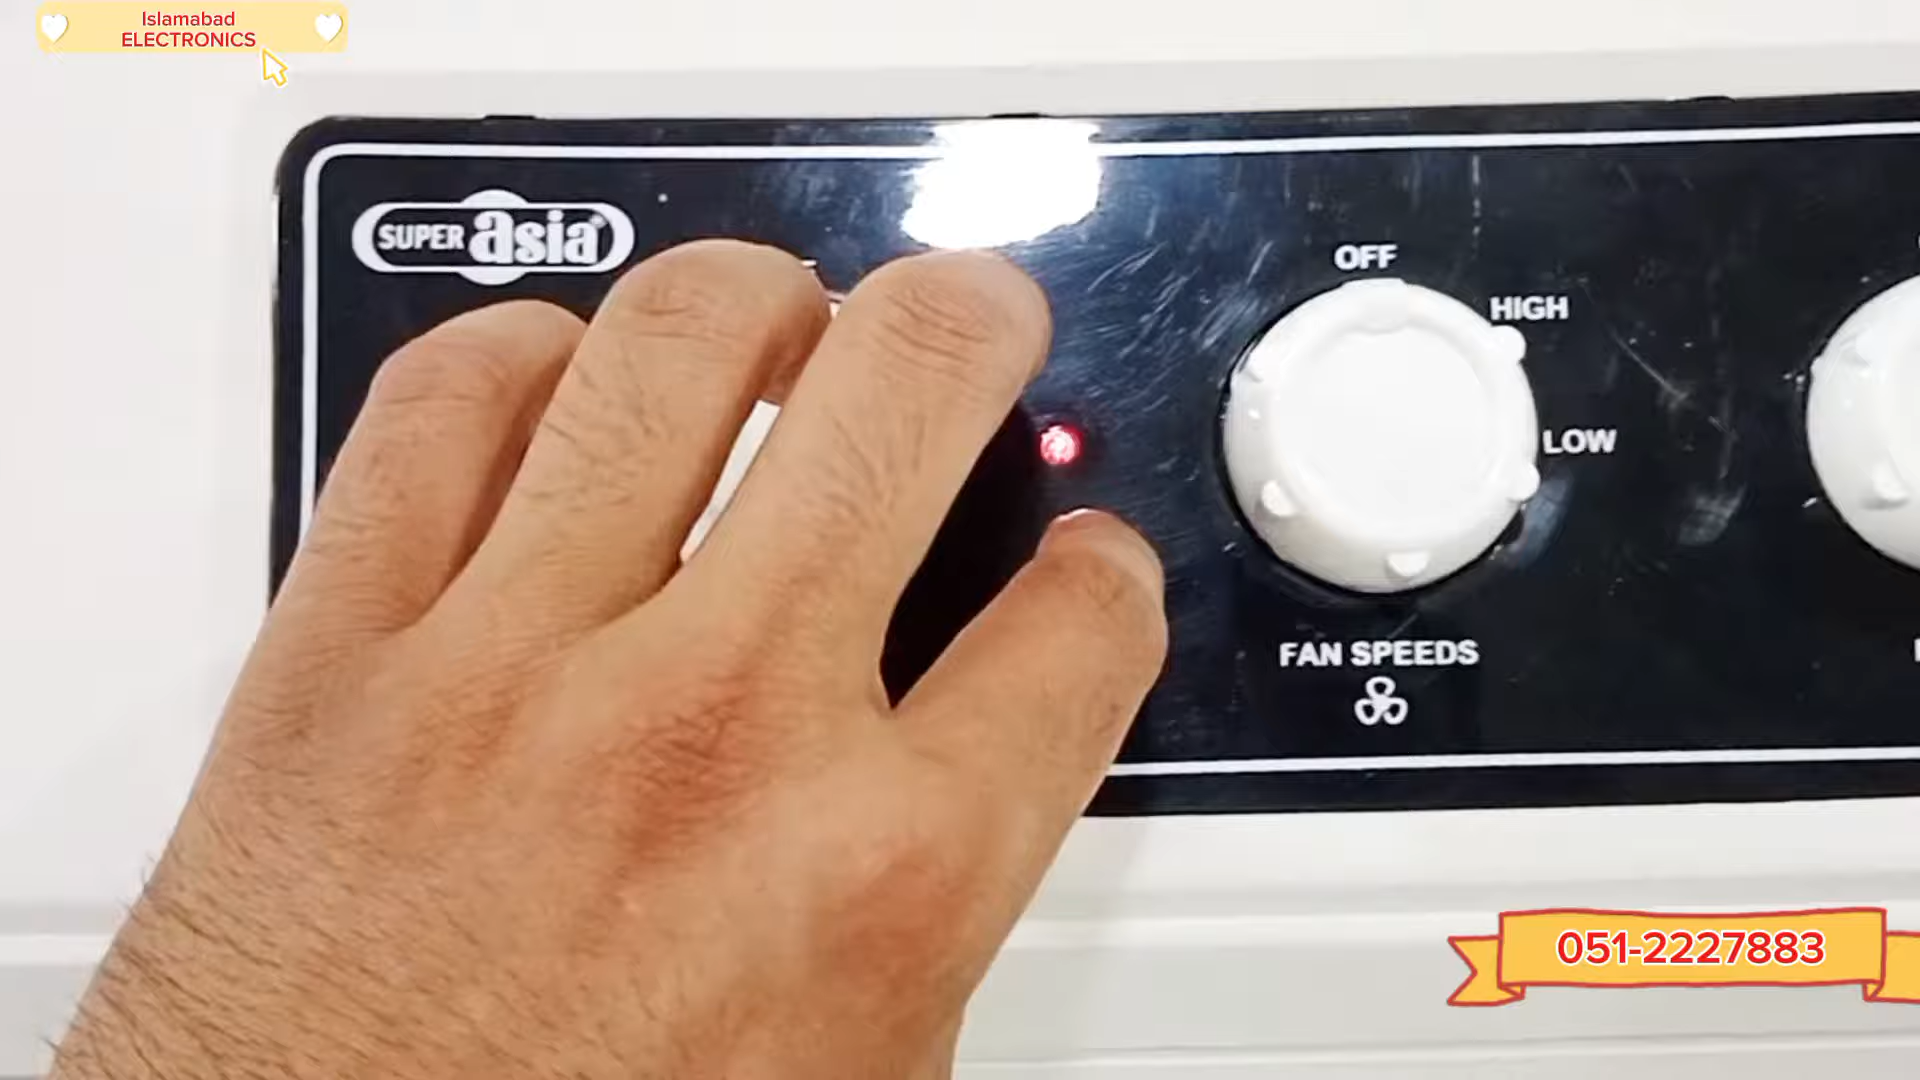 Islamabad
ELECTRONICS
SUPER asia
OFF
HIGH
LOW
FAN SPEEDS
051-2227883